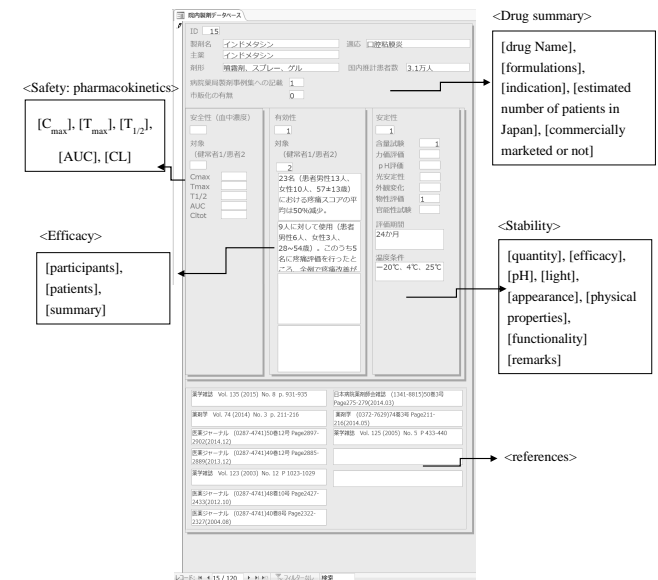 院内製剤データベース
ID 15
製剤名 インドメタシン 適応 口腔粘膜炎
主薬 インドメタシン
剤形 噴霧剤、スプレー、ゲル 国内推計患者数 3.1万人
病院薬局製剤事例集への記載 1
市販化の有無 0
<Drug summary>
[drug Name],
[formulations],
[indication], [estimated
number of patients in
Japan], [commercially
marketed or not]
<Safety: pharmacokinetics>
[Cmax], [Tmax], [T1/2],
[AUC], [CL]
安全性（血中濃度）
対象
（健常者1/患者2
Cmax
Tmax
T1/2
AUC
Cltot
<Efficacy>
[participants],
[patients],
[summary]
有効性
1
対象
（健常者1/患者2）
2
23名（患者男性13人、
女性10人、57±13歳）
における疼痛スコアの平
均は50%減少。
9人に対して使用（患者
男性6人、女性3人、
28~54歳）。このうち5
名に疼痛評価を行ったと
ころ、全例で疼痛改善が
安定性
1
含量試験 1
力価評価
pH評価
光安定性
外観変化
物性評価 1
官能性試験
評価期間
24か月
温度条件
－20℃、4℃、25℃
<Stability>
[quantity], [efficacy],
[pH], [light],
[appearance], [physical
properties],
[functionality]
[remarks]
薬学雑誌 Vol. 135 (2015) No. 8 p. 931-935
薬剤学 Vol. 74 (2014) No. 3 p. 211-216
医薬ジャーナル (0287-4741)50巻12号 Page2897-
2902(2014.12)
医薬ジャーナル (0287-4741)49巻12号 Page2885-
2889(2013.12)
薬学雑誌 Vol. 123 (2003) No. 12 P 1023-1029
医薬ジャーナル (0287-4741)48巻10号 Page2427-
2433(2012.10)
医薬ジャーナル (0287-4741)40巻8号 Page2322-
2327(2004.08)
日本病院薬剤師会雑誌 (1341-8815)50巻3号
Page275-279(2014.03)
薬剤学 (0372-7629)74巻3号 Page211-
216(2014.05)
薬学雑誌 Vol. 125 (2005) No. 5 P 433-440
<references>
レコード: 15 / 120 フィルターなし 検索